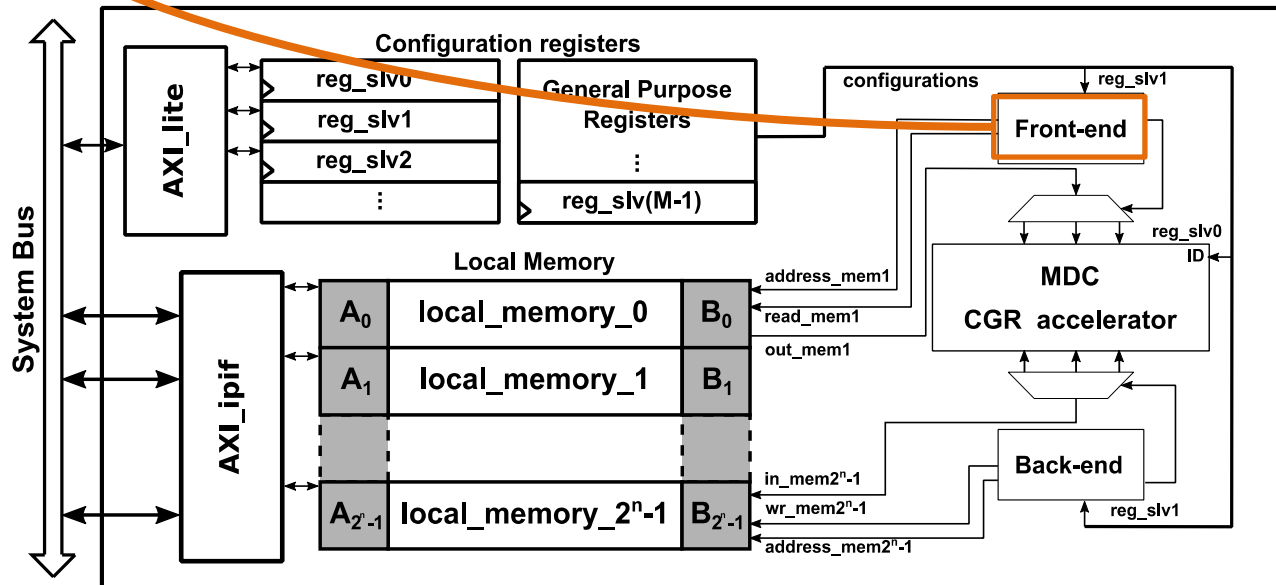 System Bus
AXI_lite
Configuration registers
reg_slv0
reg_slv1
reg_slv2
...
General Purpose
Registers
...
reg_slv(M-1)
configurations
reg_slv1
Front-end
reg_slv0
ID
MDC
CGR accelerator
AXI_ipif
Local Memory
A0 local_memory_0 B0
A1 local_memory_1 B1
A2ⁿ-1 local_memory_2ⁿ-1 B2ⁿ-1
address_mem1
read_mem1
out_mem1
in_mem2ⁿ-1
wr_mem2ⁿ-1
address_mem2ⁿ-1
Back-end
reg_slv1